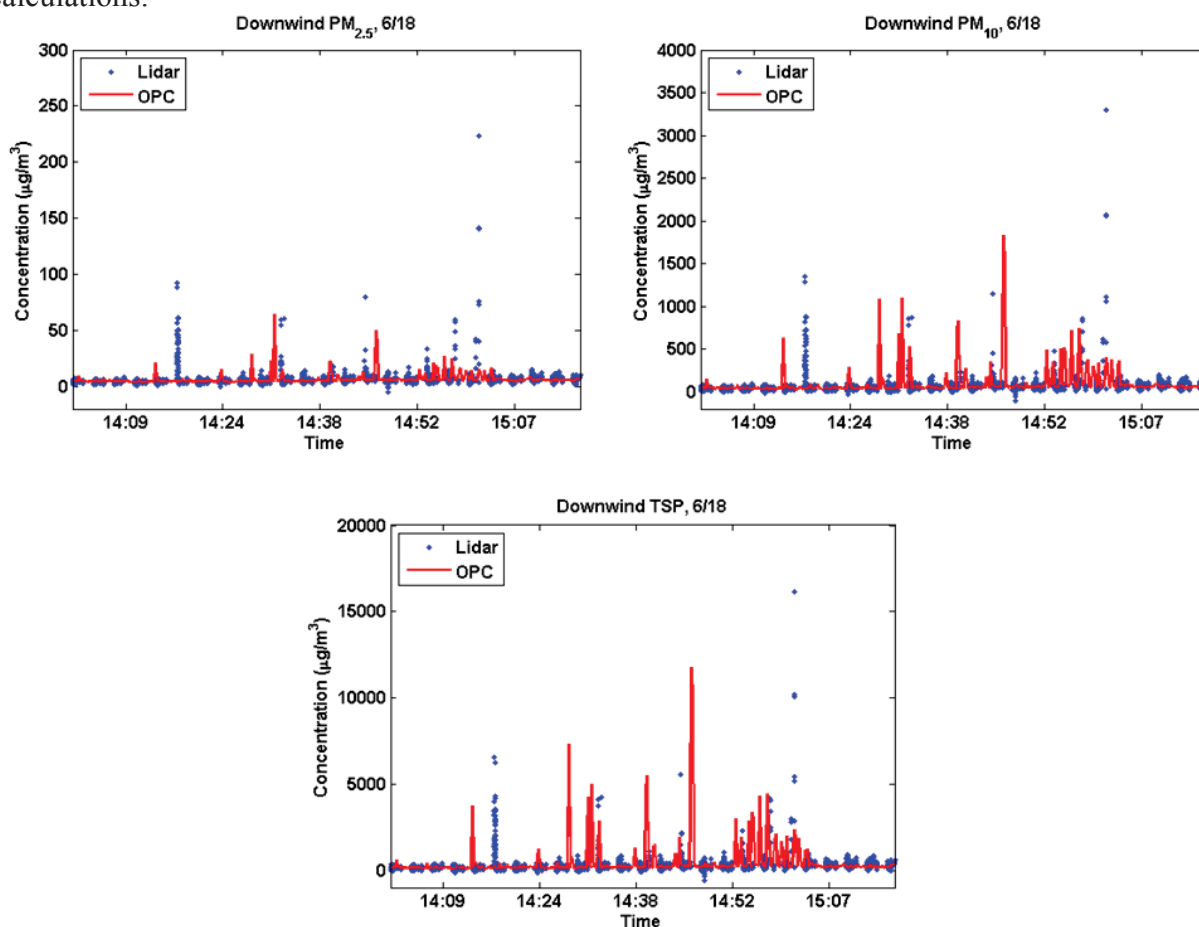 calculations.
Downwind PM2.5, 6/18
300
250
200
150
100
50
0
Concentration (μg/m3)
Lidar
OPC
14:09 14:24 14:38 14:52 15:07
Time
Downwind PM10, 6/18
4000
3500
3000
2500
2000
1500
1000
500
0
Concentration (μg/m3)
Lidar
OPC
14:09 14:24 14:38 14:52 15:07
Time
Downwind TSP, 6/18
20000
15000
10000
5000
0
Concentration (μg/m3)
Lidar
OPC
14:09 14:24 14:38 14:52 15:07
Time